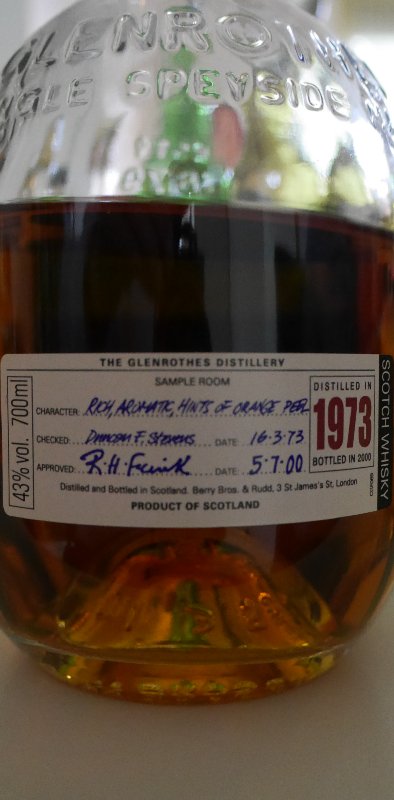 GLENROTHES
SINGLE SPEYSIDE
THE GLENROTHES DISTILLERY
SAMPLE ROOM
CHARACTER: RICH, AROMATIC, HINTS OF ORANGE PEEL
CHECKED: Duncan F. Stevens DATE: 16·3·73
APPROVED: R.H. DATE: 5·7·00
Distilled and Bottled in Scotland. Berry Bros. & Rudd, 3 St James's St, London
PRODUCT OF SCOTLAND
43% vol. 700ml
DISTILLED IN
1973
BOTTLED IN 2000
SCOTCH WHISKY